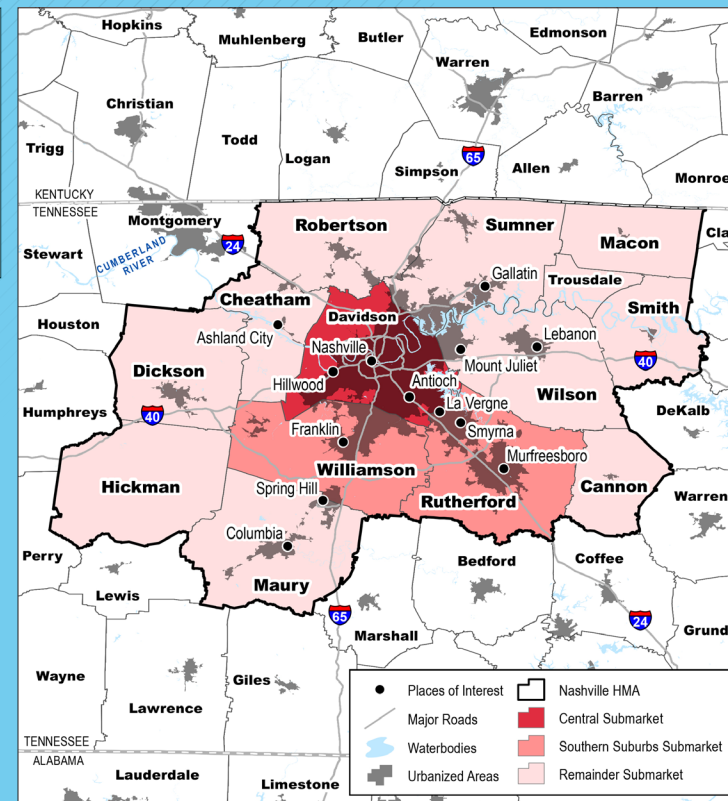 Hopkins
Muhlenberg
Butler
Edmonson
Warren
Christian
Barren
Todd
Trigg
Logan
65
Simpson
Allen
Monroe
KENTUCKY
TENNESSEE
Montgomery
Robertson
Sumner
Macon
Cla
24
Stewart
CUMBERLAND
RIVER
Gallatin
Trousdale
Cheatham
Smith
Davidson
Houston
Ashland City
Lebanon
Nashville
40
Mount Juliet
Dickson
Hillwood
Antioch
Wilson
La Vergne
Humphreys
40
DeKalb
Franklin
Smyrna
Murfreesboro
Williamson
Hickman
Spring Hill
Cannon
Rutherford
Warren
Columbia
Perry
Bedford
Coffee
Maury
Lewis
65
24
Grund
Marshall
Wayne
Giles
Lawrence
Places of Interest
Nashville HMA
Major Roads
Central Submarket
Waterbodies
Southern Suburbs Submarket
Urbanized Areas
Remainder Submarket
TENNESSEE
ALABAMA
Lauderdale
Limestone